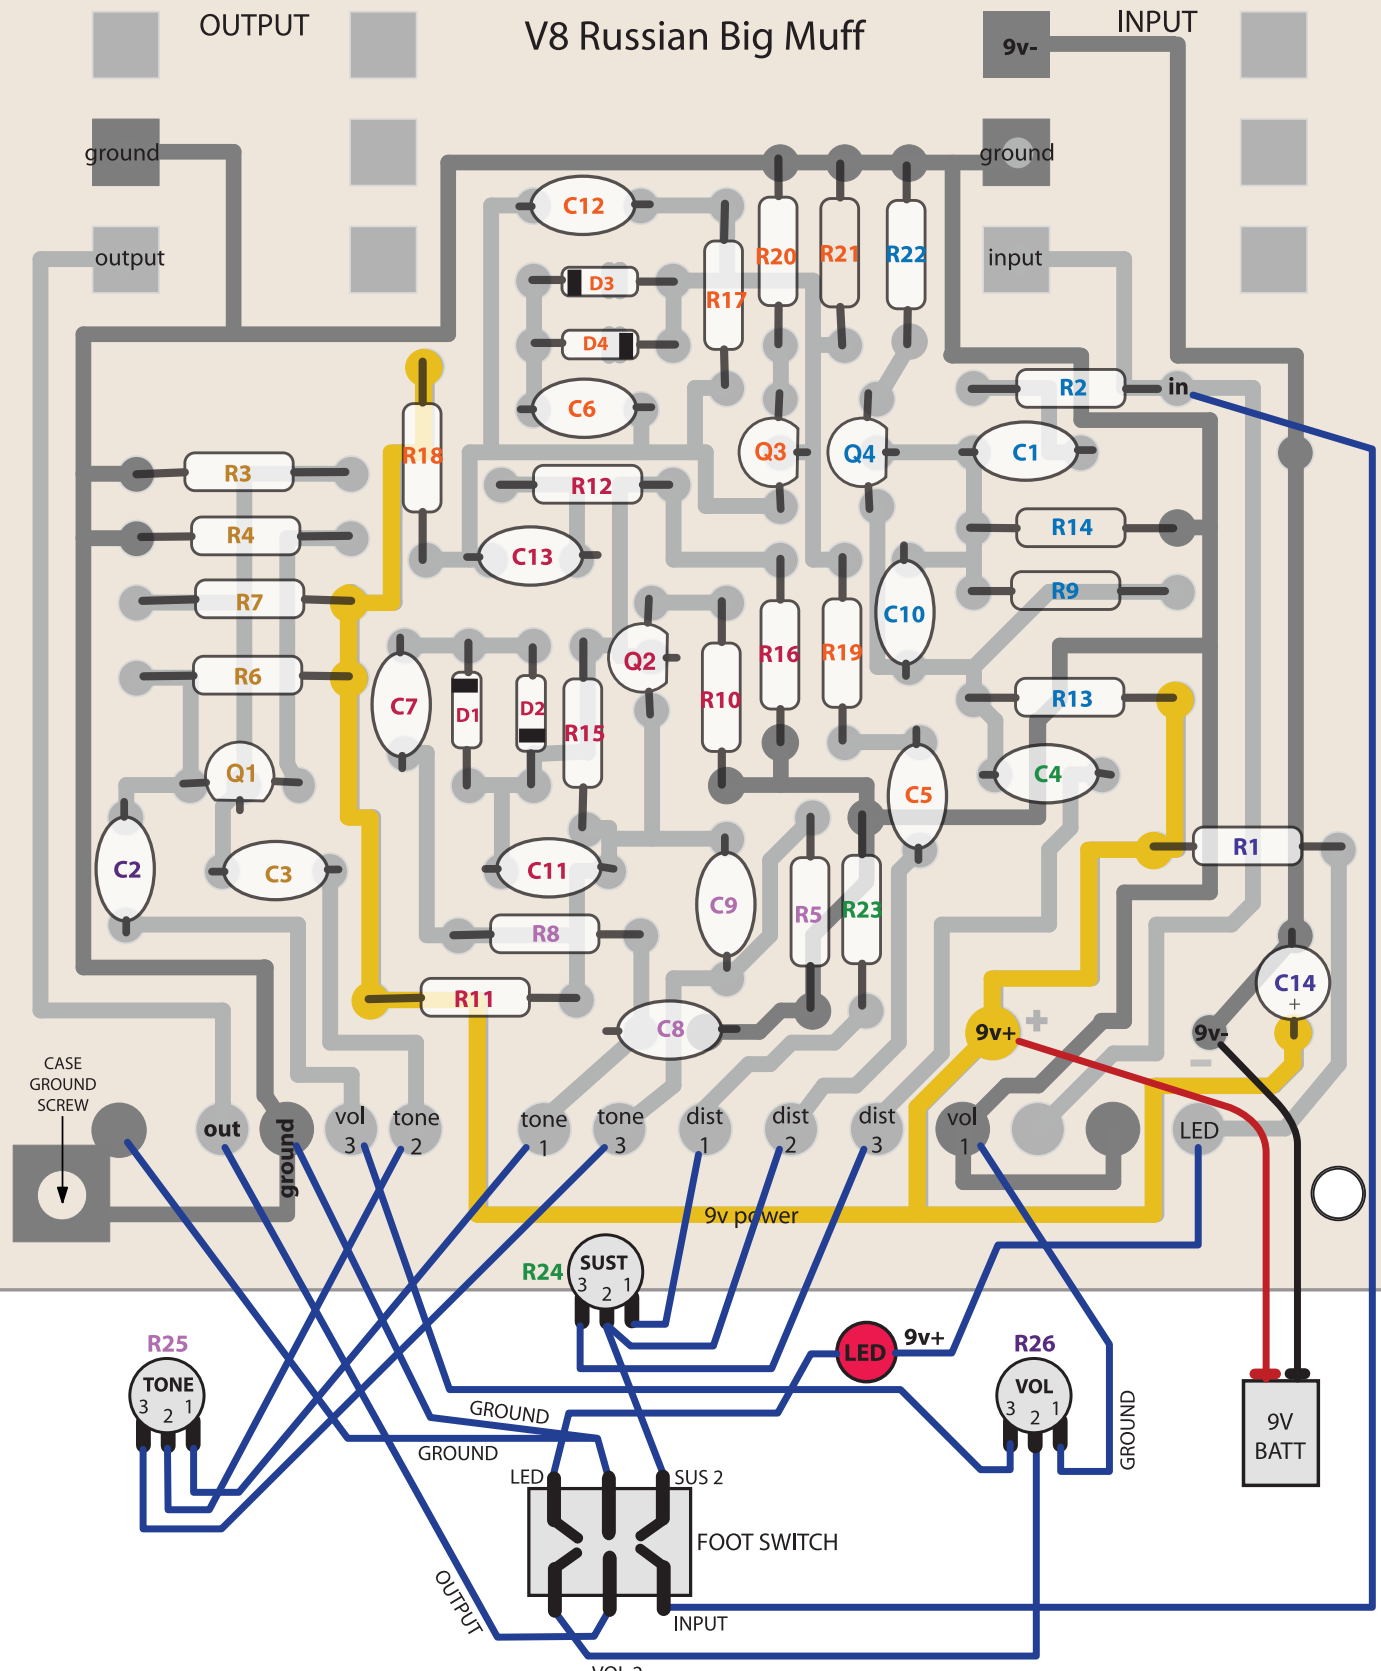 OUTPUT
V8 Russian Big Muff
INPUT
9v-
ground
ground
output
input
C12
R20
R21
R22
D3
R17
D4
C6
R2
in
R18
Q3
Q4
C1
R3
R12
R4
C13
R14
R7
R9
C10
Q2
R16
R19
R6
C7
D1
D2
R15
R10
R13
Q1
C4
C5
R1
C2
C3
C11
C9
R5
R23
R8
R11
C8
C14
+
9v+
+
9v-
−
CASE
GROUND
SCREW
out
ground
vol
3
tone
2
tone
1
tone
3
dist
1
dist
2
dist
3
vol
1
LED
9v power
R24
SUST
3 2 1
R25
TONE
3 2 1
LED
9v+
R26
VOL
3 2 1
GROUND
GROUND
GROUND
9V
BATT
LED
SUS 2
FOOT SWITCH
OUTPUT
INPUT
VOL 2